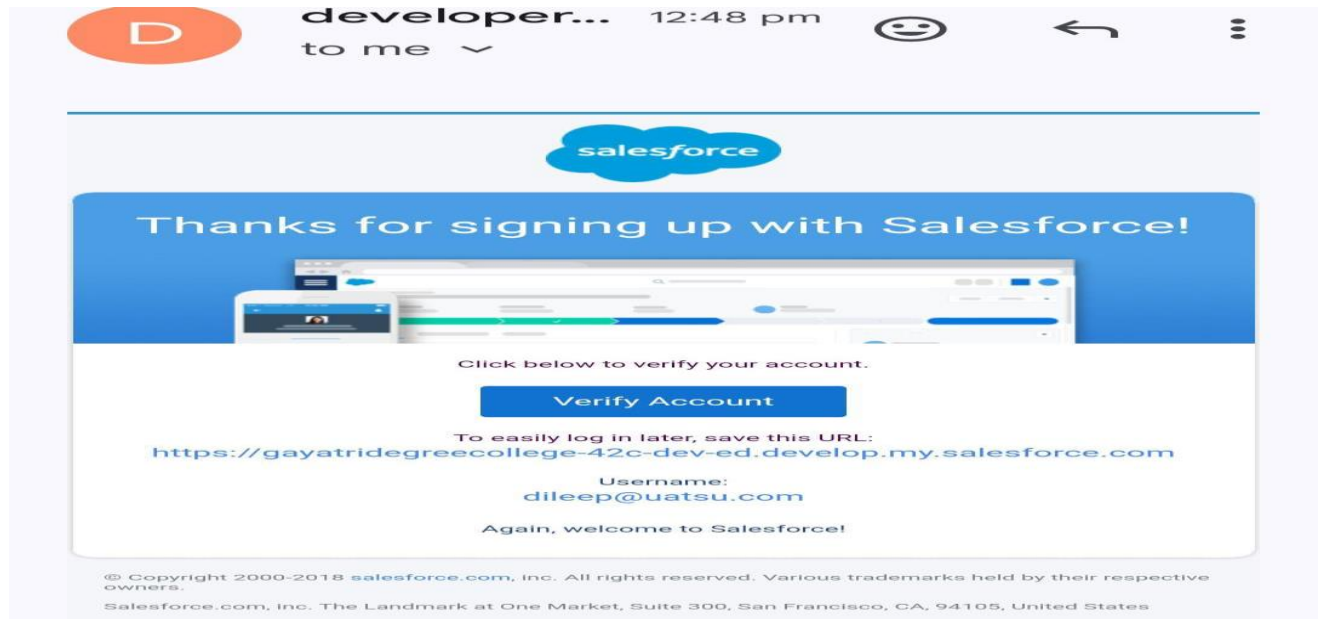 D
developer... 12:48 pm
to me
salesforce
Thanks for signing up with Salesforce!
Click below to verify your account.
Verify Account
To easily log in later, save this URL:
https://gayatridegreecollege-42c-dev-ed.develop.my.salesforce.com
Username:
dileep@uatsu.com
Again, welcome to Salesforce!
© Copyright 2000-2018 salesforce.com, inc. All rights reserved. Various trademarks held by their respective
owners.
Salesforce.com, inc. The Landmark at One Market, Suite 300, San Francisco, CA, 94105, United States